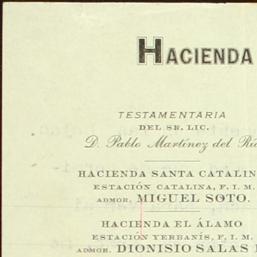 HACIENDA
TESTAMENTARIA
DEL SR. LIC.
D. Pablo Martínez del Río
HACIENDA SANTA CATALIN
ESTACIÓN CATALINA, F. I. M.
ADMOR. MIGUEL SOTO.
HACIENDA EL ÁLAMO
ESTACIÓN YERBANÍS, F. I. M.
ADMOR. DIONISIO SALAS